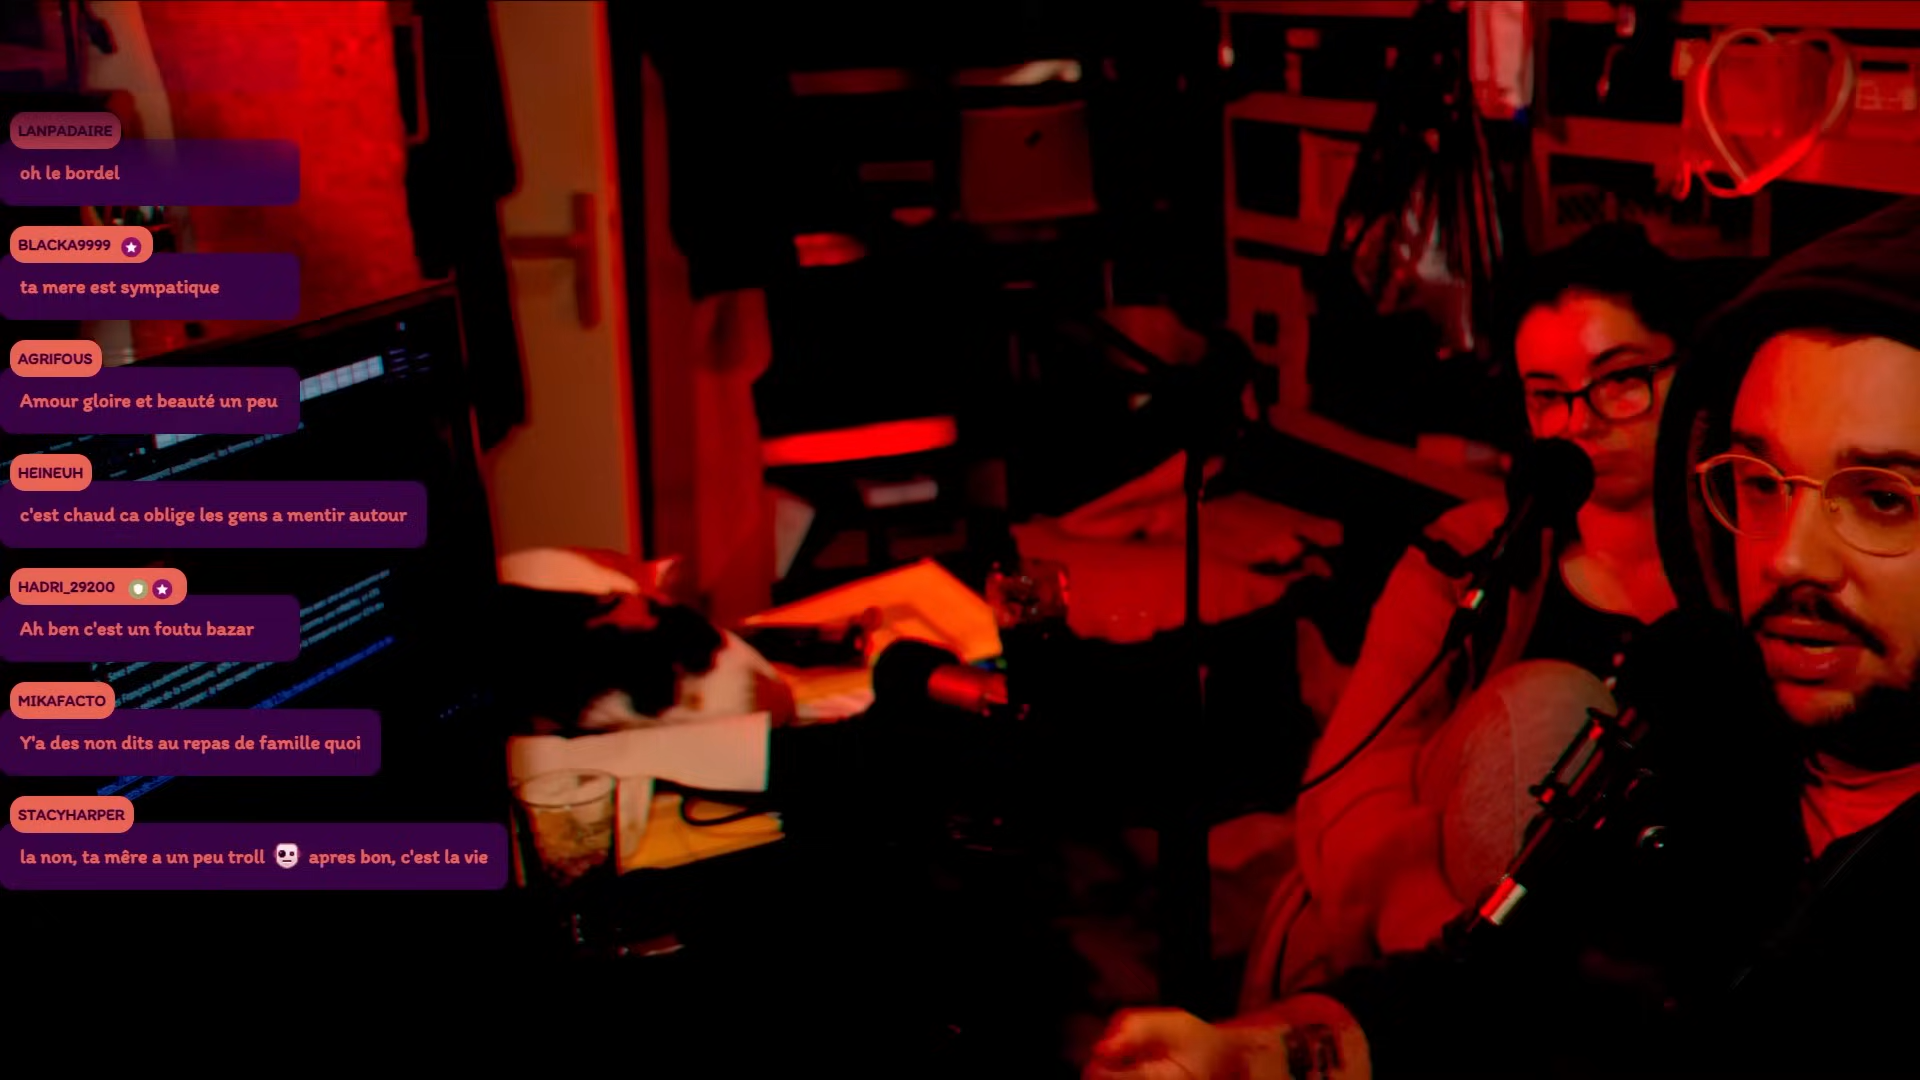 LANPADAIRE
oh le bordel
BLACKA9999
ta mere est sympatique
AGRIFOUS
Amour gloire et beauté un peu
HEINEUH
c'est chaud ca oblige les gens a mentir autour
HADRI_29200
Ah ben c'est un foutu bazar
MIKAFACTO
Y'a des non dits au repas de famille quoi
STACYHARPER
la non, ta mêre a un peu troll apres bon, c'est la vie